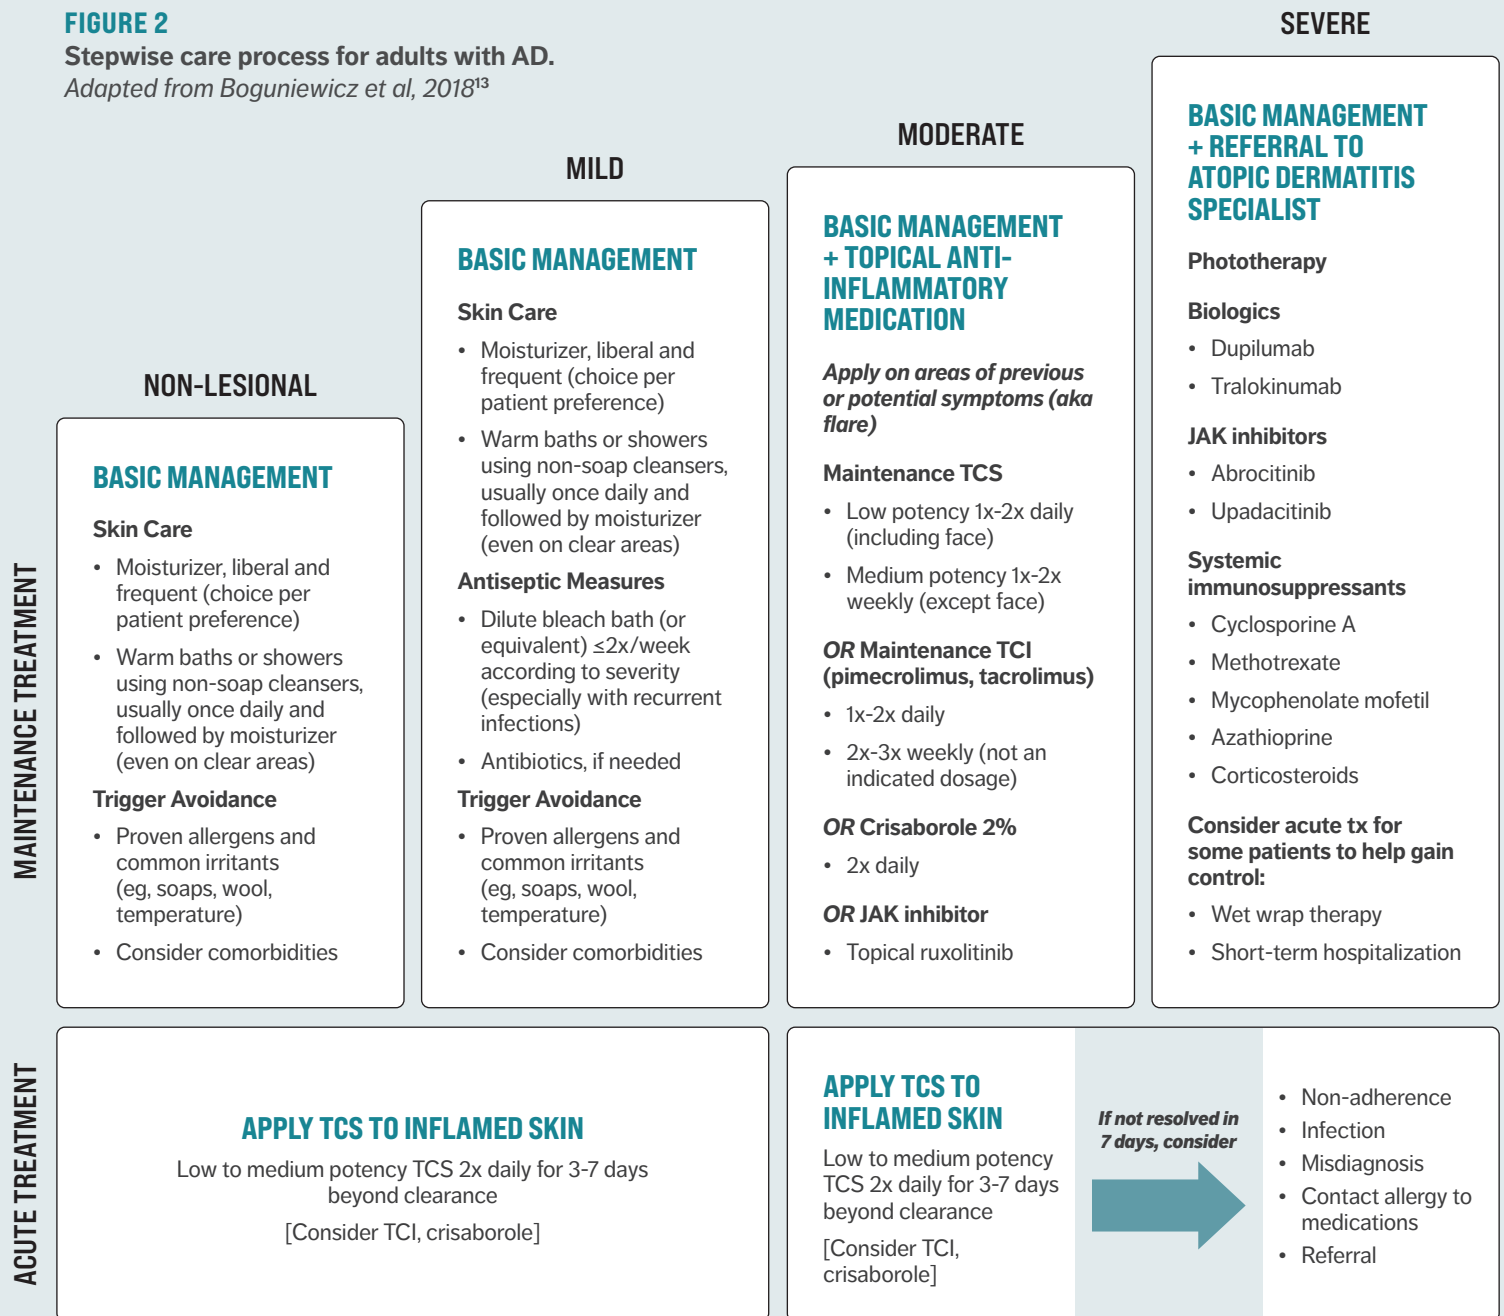 FIGURE 2
Stepwise care process for adults with AD.
Adapted from Boguniewicz et al, 2018¹³
MAINTENANCE TREATMENT
NON-LESIONAL
BASIC MANAGEMENT
Skin Care
• Moisturizer, liberal and
frequent (choice per
patient preference)
• Warm baths or showers
using non-soap cleansers,
usually once daily and
followed by moisturizer
(even on clear areas)
Trigger Avoidance
• Proven allergens and
common irritants
(eg, soaps, wool,
temperature)
• Consider comorbidities
MILD
BASIC MANAGEMENT
Skin Care
• Moisturizer, liberal and
frequent (choice per
patient preference)
• Warm baths or showers
using non-soap cleansers,
usually once daily and
followed by moisturizer
(even on clear areas)
Antiseptic Measures
• Dilute bleach bath (or
equivalent) ≤2x/week
according to severity
(especially with recurrent
infections)
• Antibiotics, if needed
Trigger Avoidance
• Proven allergens and
common irritants
(eg, soaps, wool,
temperature)
• Consider comorbidities
MODERATE
BASIC MANAGEMENT
+ TOPICAL ANTI-
INFLAMMATORY
MEDICATION
Apply on areas of previous
or potential symptoms (aka
flare)
Maintenance TCS
• Low potency 1x-2x daily
(including face)
• Medium potency 1x-2x
weekly (except face)
OR Maintenance TCI
(pimecrolimus, tacrolimus)
• 1x-2x daily
• 2x-3x weekly (not an
indicated dosage)
OR Crisaborole 2%
• 2x daily
OR JAK inhibitor
• Topical ruxolitinib
SEVERE
BASIC MANAGEMENT
+ REFERRAL TO
ATOPIC DERMATITIS
SPECIALIST
Phototherapy
Biologics
• Dupilumab
• Tralokinumab
JAK inhibitors
• Abrocitinib
• Upadacitinib
Systemic
immunosuppressants
• Cyclosporine A
• Methotrexate
• Mycophenolate mofetil
• Azathioprine
• Corticosteroids
Consider acute tx for
some patients to help gain
control:
• Wet wrap therapy
• Short-term hospitalization
ACUTE TREATMENT
APPLY TCS TO INFLAMED SKIN
Low to medium potency TCS 2x daily for 3-7 days
beyond clearance
[Consider TCI, crisaborole]
APPLY TCS TO
INFLAMED SKIN
Low to medium potency
TCS 2x daily for 3-7 days
beyond clearance
[Consider TCI,
crisaborole]
If not resolved in
7 days, consider
• Non-adherence
• Infection
• Misdiagnosis
• Contact allergy to
medications
• Referral